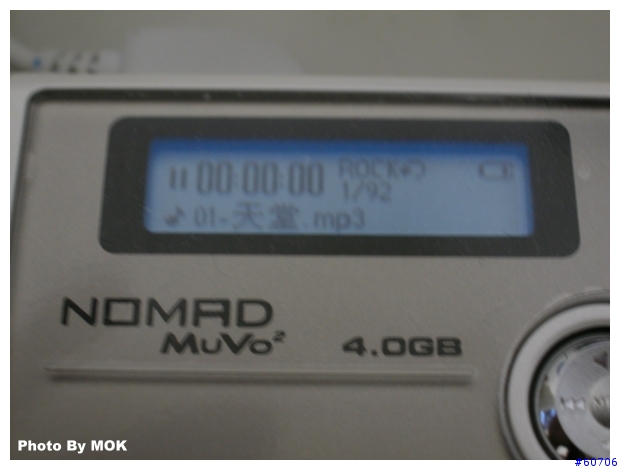 00:00:00 ROCK
1/92
01-天堂.mp3
NOMAD
MuVo²
4.0GB
Photo By MOK
#60706